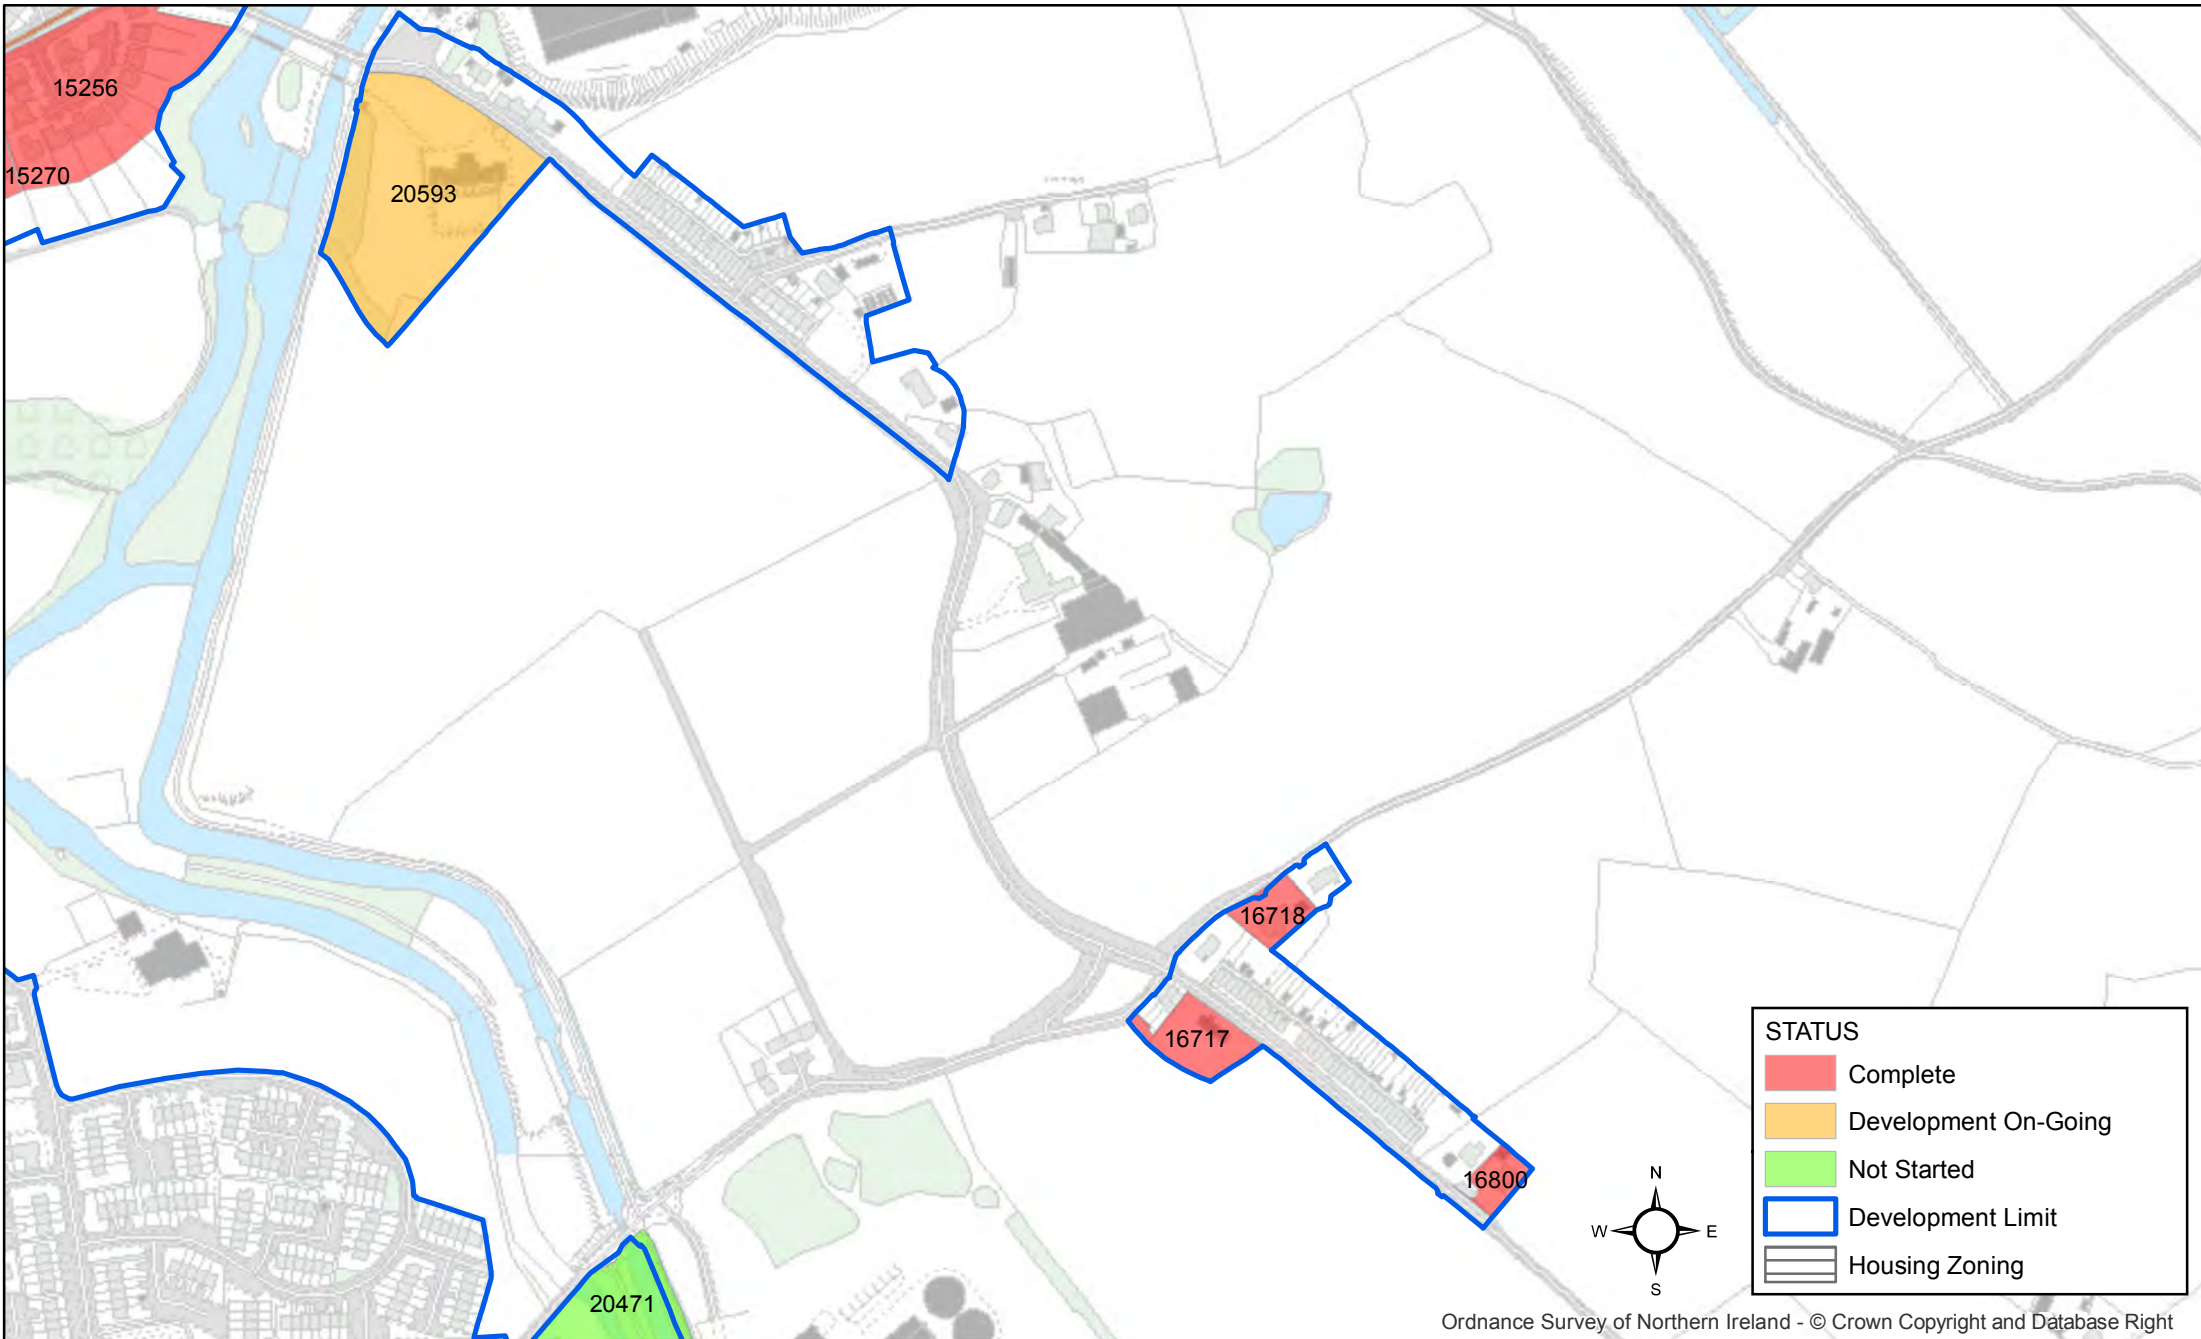 15256
15270
20593
16718
16717
16800
20471
STATUS
Complete
Development On-Going
Not Started
Development Limit
Housing Zoning
N
W
E
S
Ordnance Survey of Northern Ireland - © Crown Copyright and Database Right